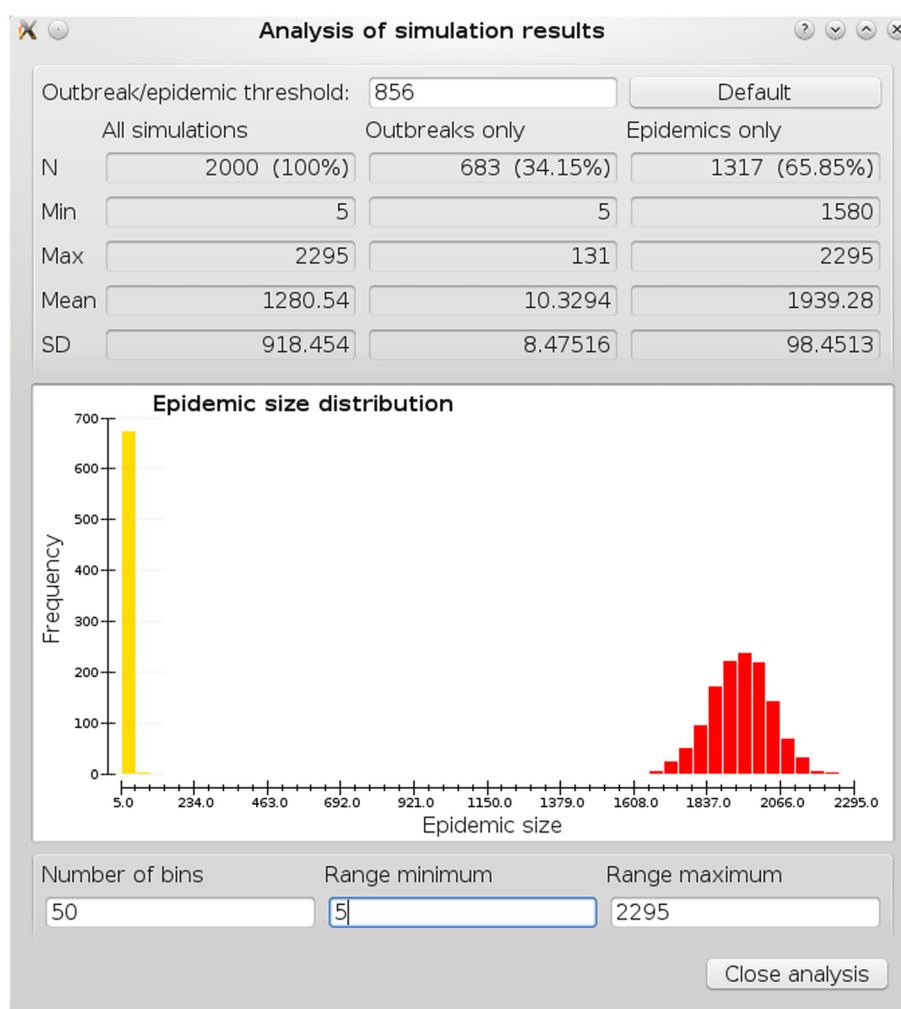 Analysis of simulation results
Outbreak/epidemic threshold: 856 Default
All simulations Outbreaks only Epidemics only
N 2000 (100%) 683 (34.15%) 1317 (65.85%)
Min 5 5 1580
Max 2295 131 2295
Mean 1280.54 10.3294 1939.28
SD 918.454 8.47516 98.4513
Epidemic size distribution
700
600
500
400
300
200
100
0
Frequency
5.0 234.0 463.0 692.0 921.0 1150.0 1379.0 1608.0 1837.0 2066.0 2295.0
Epidemic size
Number of bins Range minimum Range maximum
50 5 2295
Close analysis